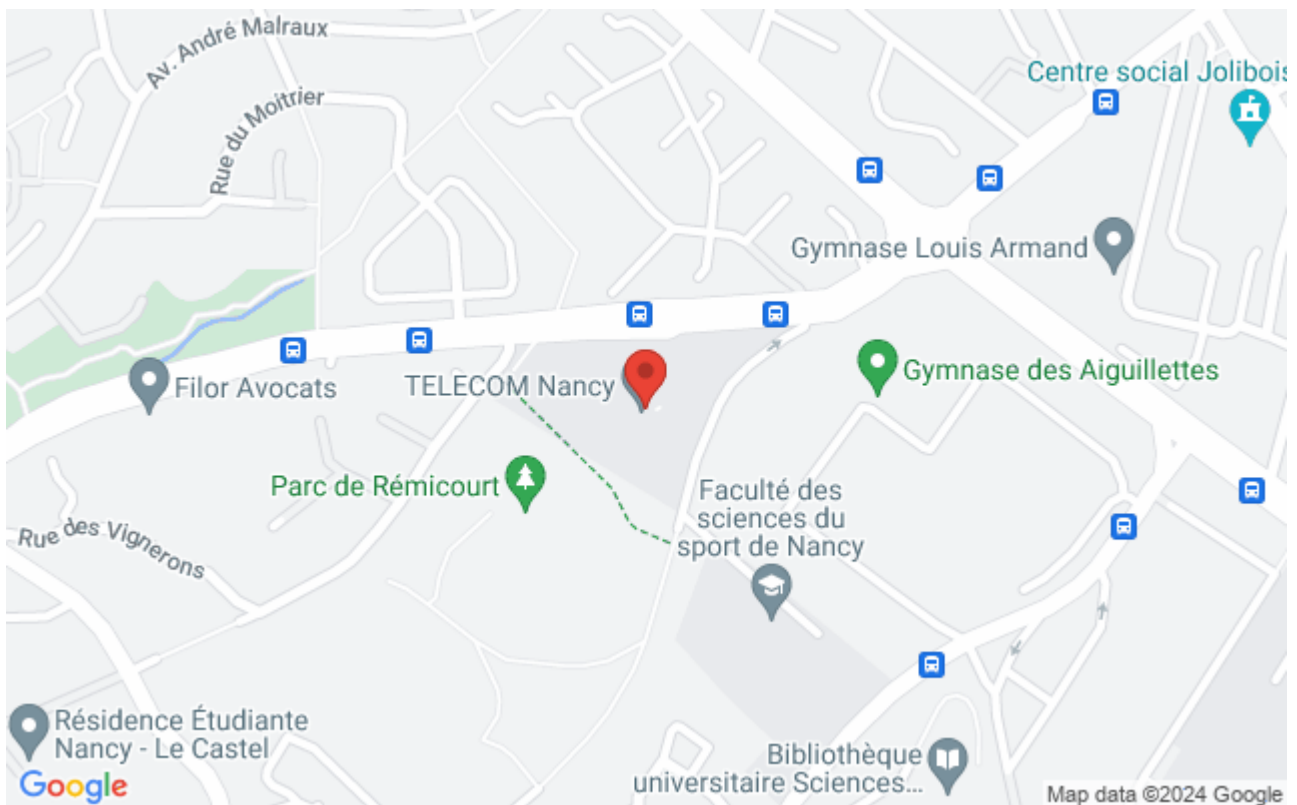 Av. André Malraux
Rue du Moitrier
Centre social Jolibois
Gymnase Louis Armand
Filor Avocats
TELECOM Nancy
Gymnase des Aiguillettes
Parc de Rémicourt
Faculté des
sciences du
sport de Nancy
Rue des Vignerons
Résidence Étudiante
Nancy - Le Castel
Bibliothèque
universitaire Sciences...
Google
Map data ©2024 Google